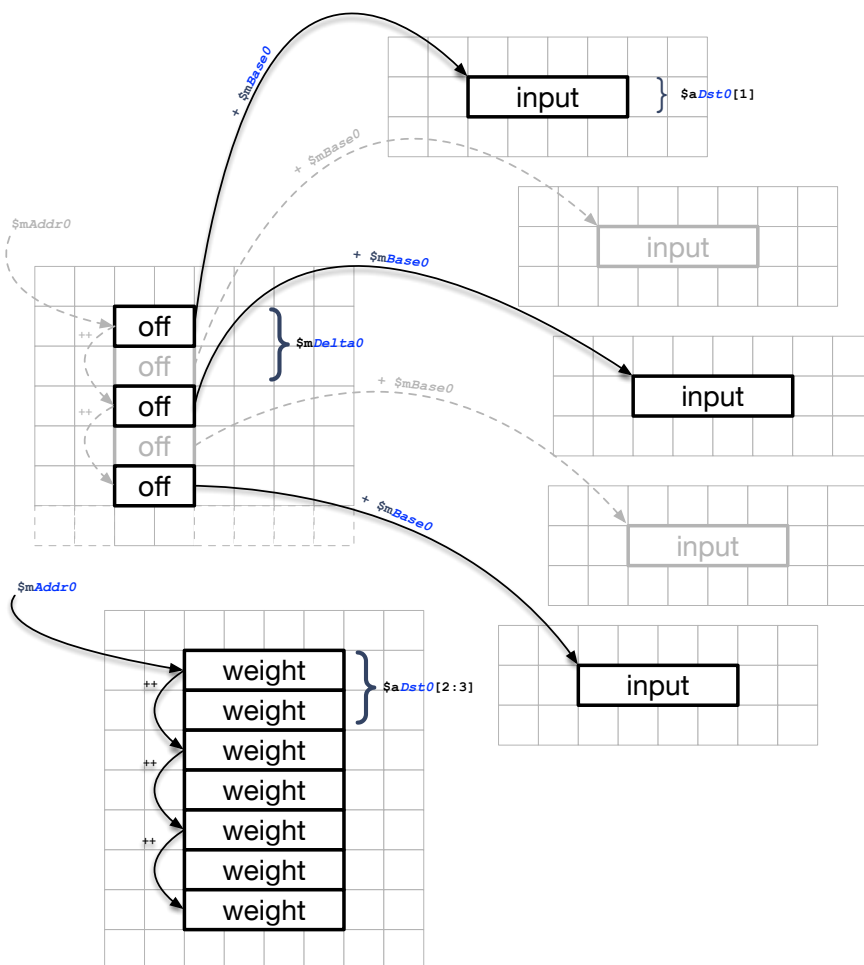 + $mBase0
input
$aDst0[1]
+ $mBase0
$mAddr0
input
+ $mBase0
off
++
$mDelta0
off
+ $mBase0
input
off
++
off
off
+ $mBase0
input
$mAddr0
weight
++
$aDst0[2:3]
input
weight
weight
++
weight
weight
++
weight
weight